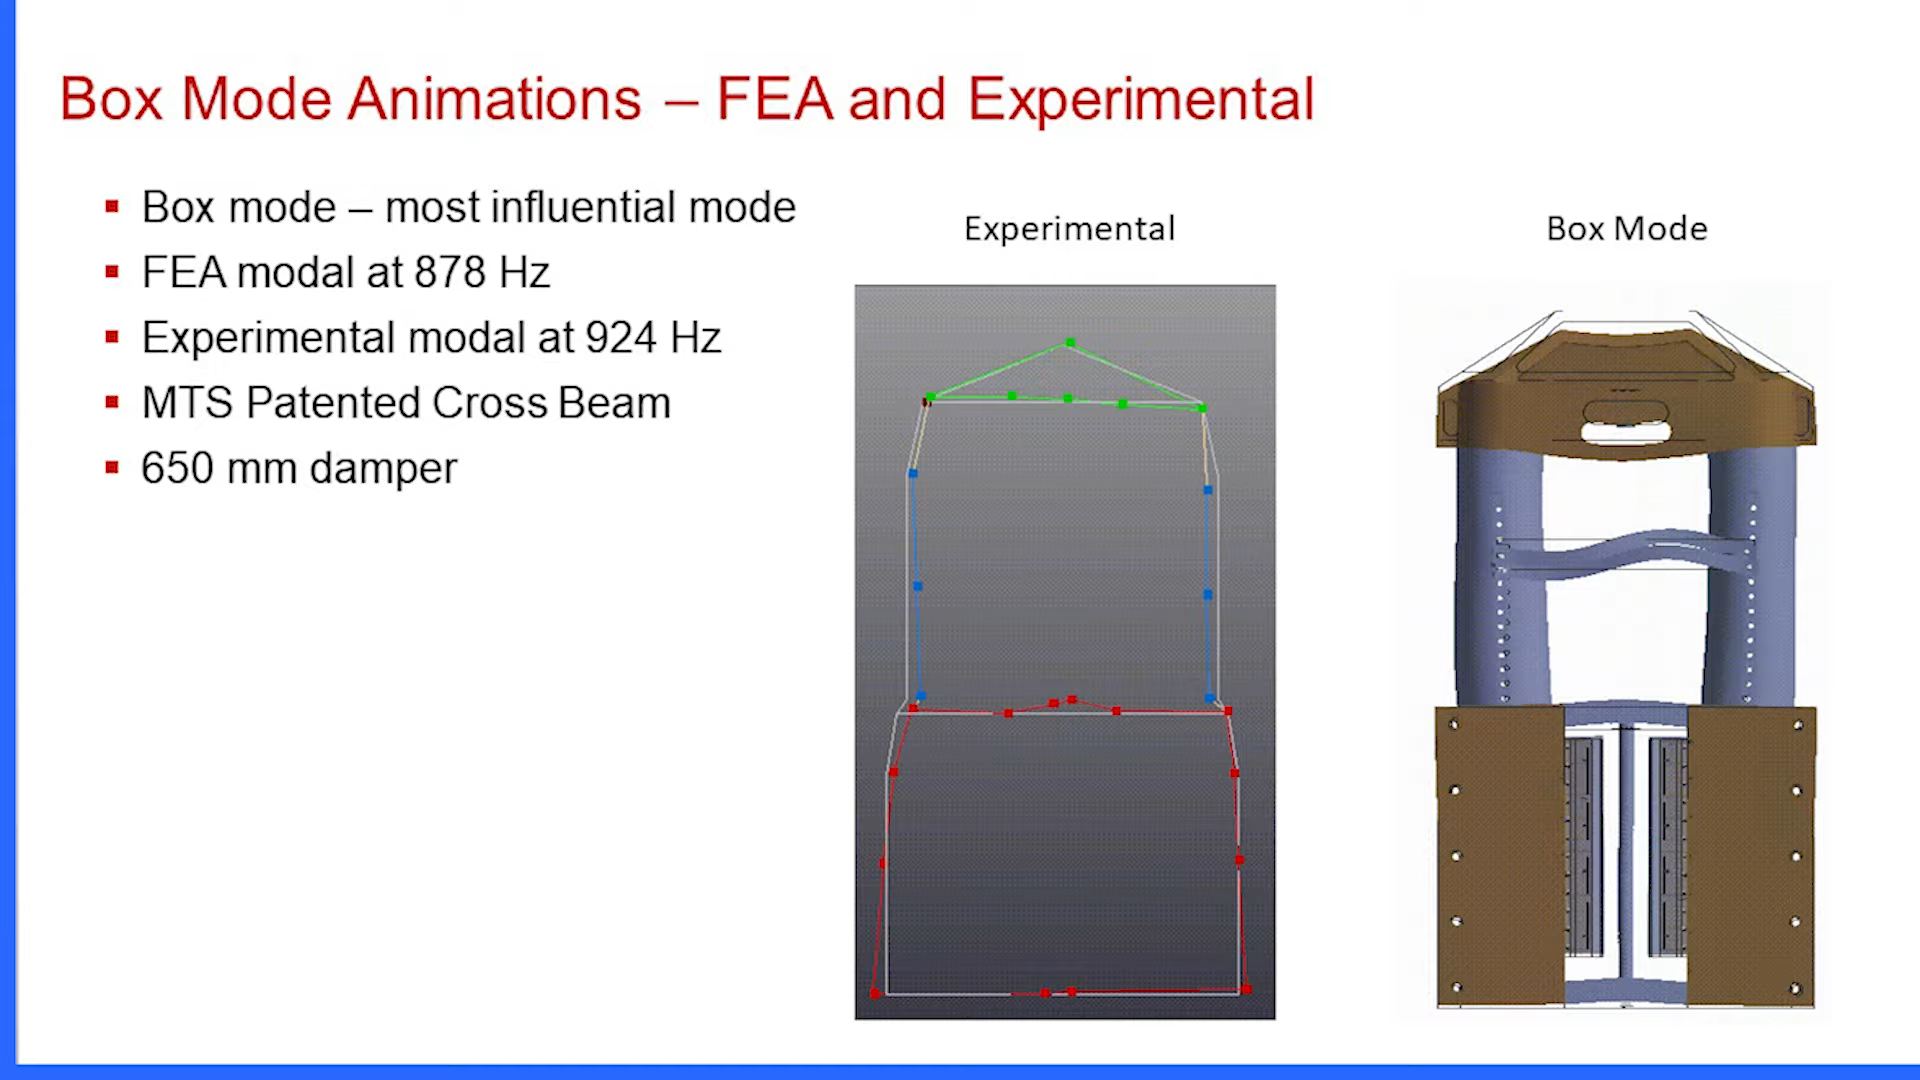 Box Mode Animations – FEA and Experimental
Box mode – most influential mode
FEA modal at 878 Hz
Experimental modal at 924 Hz
MTS Patented Cross Beam
650 mm damper
Experimental
Box Mode